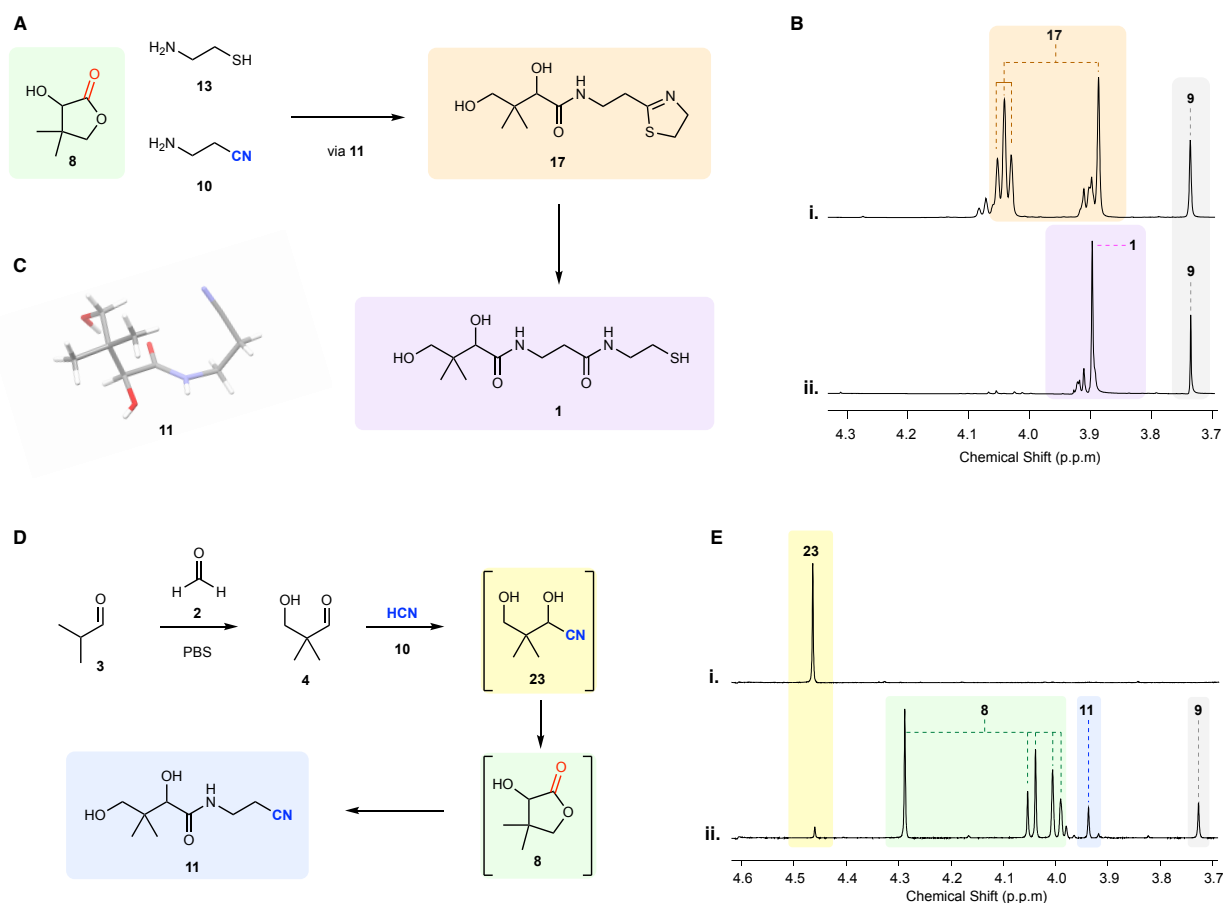 A
H₂N
SH
13
HO
O
O
8
H₂N
CN
10
via 11
OH
HO
H
N
O
N
S
17
B
17
9
i.
1
9
ii.
4.3 4.2 4.1 4.0 3.9 3.8 3.7
Chemical Shift (p.p.m)
C
11
OH
HO
H
N
O
H
N
O
SH
1
D
O
3
O
H H
2
PBS
OH O
4
HCN
10
OH OH
CN
23
HO
O
O
8
OH
HO
H
N
O
CN
11
E
23
i.
8
11
9
ii.
4.6 4.5 4.4 4.3 4.2 4.1 4.0 3.9 3.8 3.7
Chemical Shift (p.p.m)